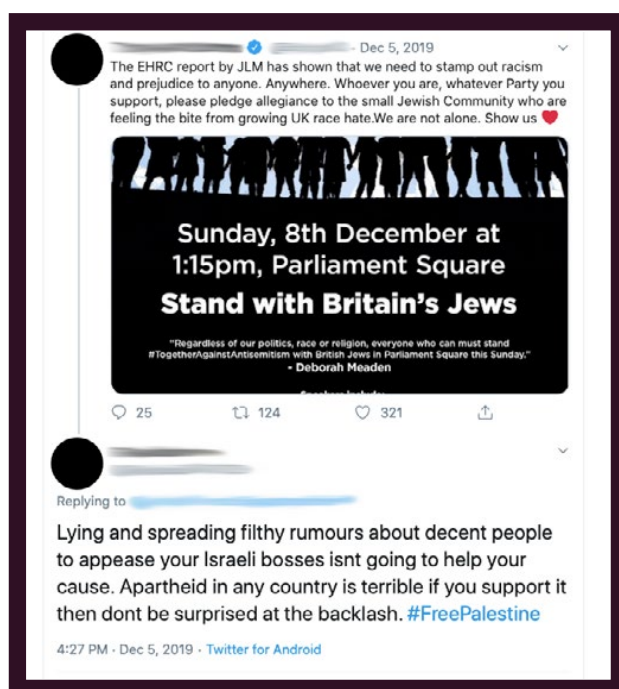 - Dec 5, 2019
The EHRC report by JLM has shown that we need to stamp out racism
and prejudice to anyone. Anywhere. Whoever you are, whatever Party you
support, please pledge allegiance to the small Jewish Community who are
feeling the bite from growing UK race hate.We are not alone. Show us ❤️
Sunday, 8th December at
1:15pm, Parliament Square
Stand with Britain's Jews
"Regardless of our politics, race or religion, everyone who can must stand
#TogetherAgainstAntisemitism with British Jews in Parliament Square this Sunday."
- Deborah Meaden
25 124 321
Replying to
Lying and spreading filthy rumours about decent people
to appease your Israeli bosses isnt going to help your
cause. Apartheid in any country is terrible if you support it
then dont be surprised at the backlash. #FreePalestine
4:27 PM · Dec 5, 2019 · Twitter for Android